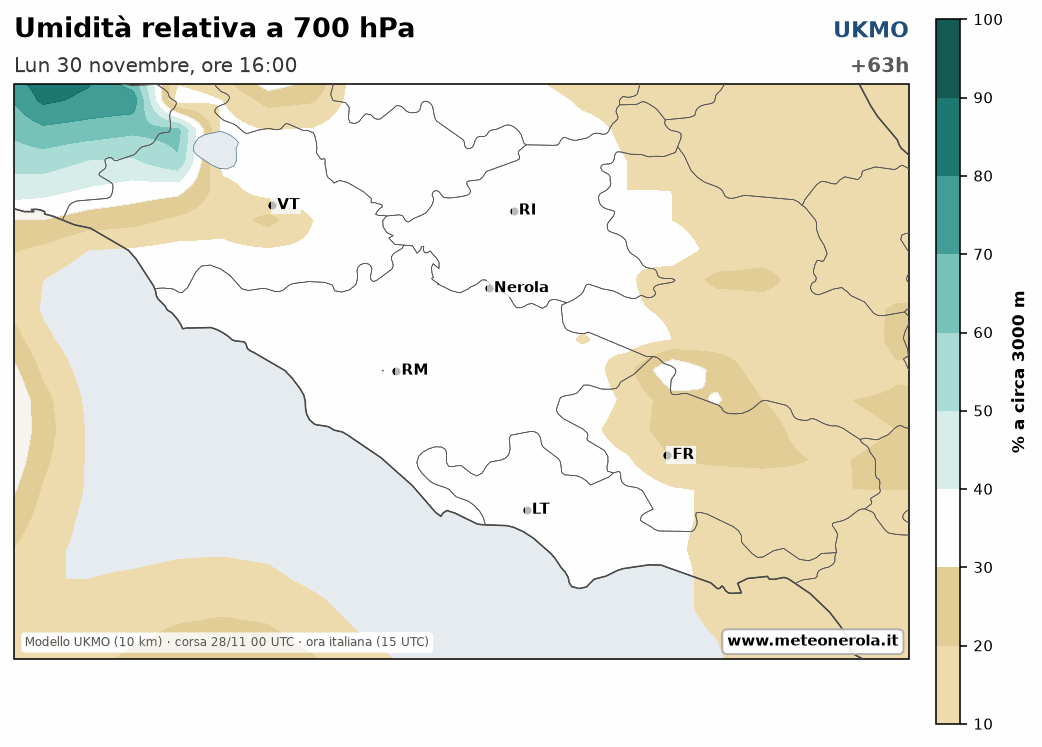 Umidità relativa a 700 hPa
UKMO
Lun 30 novembre, ore 16:00
+63h
100
90
80
70
60
50
40
30
20
10
% a circa 3000 m
VT
RI
Nerola
RM
FR
LT
Modello UKMO (10 km) · corsa 28/11 00 UTC · ora italiana (15 UTC)
www.meteonerola.it